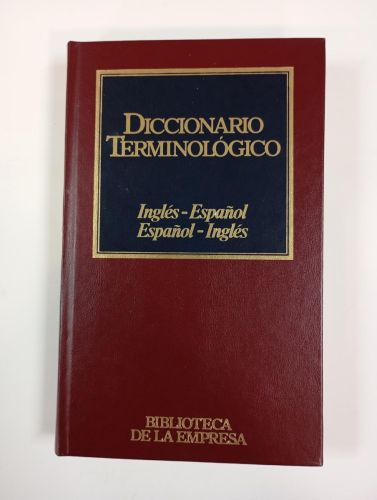 DICCIONARIO
TERMINOLÓGICO
Inglés - Español
Español - Inglés
BIBLIOTECA
DE LA EMPRESA